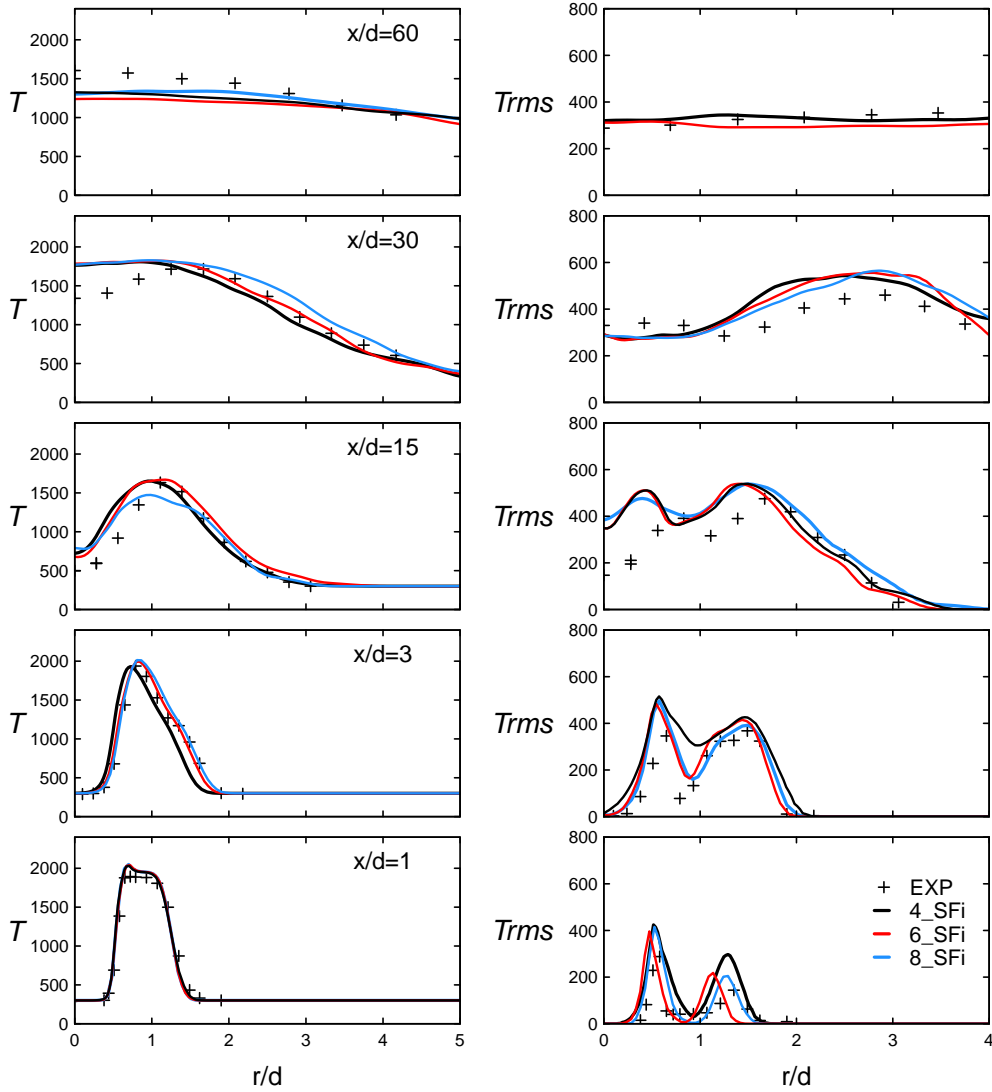 2000
1500
1000
500
0
T
x/d=60
800
600
400
200
0
Trms
2000
1500
1000
500
0
T
x/d=30
800
600
400
200
0
Trms
2000
1500
1000
500
0
T
x/d=15
800
600
400
200
0
Trms
2000
1500
1000
500
0
T
x/d=3
800
600
400
200
0
Trms
2000
1500
1000
500
0
T
x/d=1
0 1 2 3 4 5
r/d
800
600
400
200
0
Trms
EXP
4_SFi
6_SFi
8_SFi
0 1 2 3 4
r/d